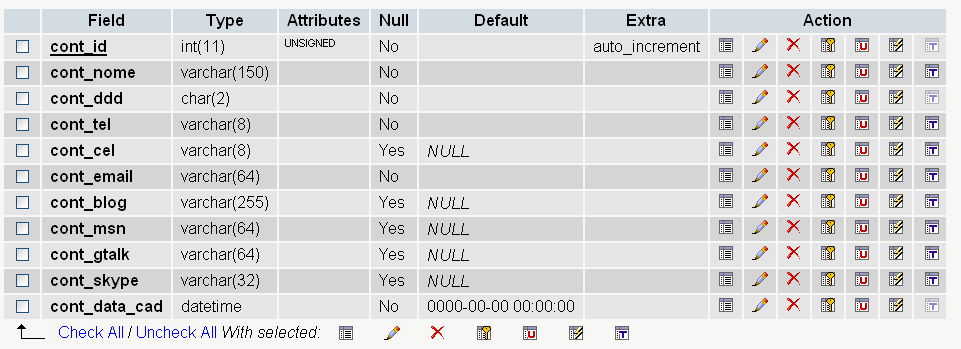 Field Type Attributes Null Default Extra Action
cont_id int(11) UNSIGNED No auto_increment
cont_nome varchar(150) No
cont_ddd char(2) No
cont_tel varchar(8) No
cont_cel varchar(8) Yes NULL
cont_email varchar(64) No
cont_blog varchar(255) Yes NULL
cont_msn varchar(64) Yes NULL
cont_gtalk varchar(64) Yes NULL
cont_skype varchar(32) Yes NULL
cont_data_cad datetime No 0000-00-00 00:00:00
Check All / Uncheck All With selected: